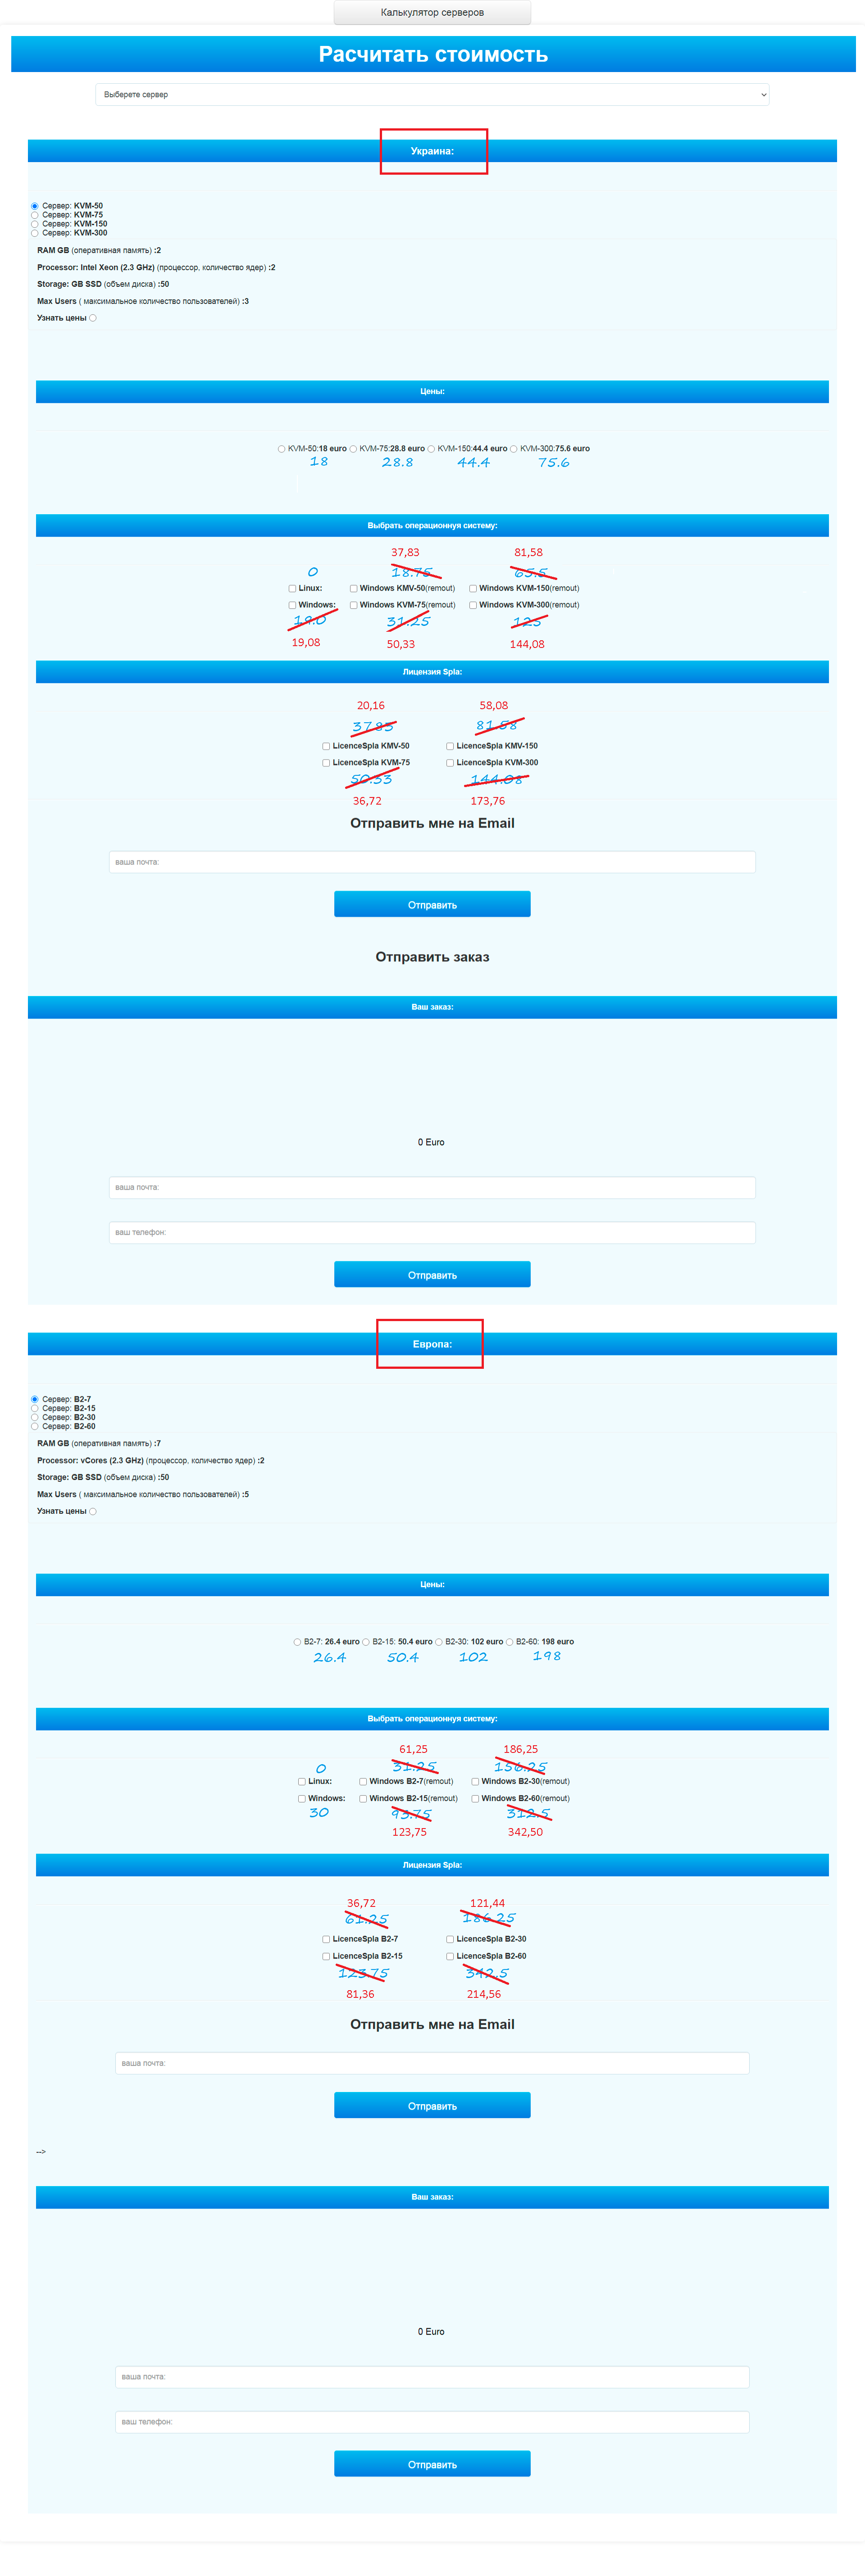 Калькулятор серверов
Расчитать стоимость
Выберете сервер
Украина:
Сервер: KVM-50
Сервер: KVM-75
Сервер: KVM-150
Сервер: KVM-300
RAM GB (оперативная память) :2
Processor: Intel Xeon (2.3 GHz) (процессор, количество ядер) :2
Storage: GB SSD (объем диска) :50
Max Users ( максимальное количество пользователей) :3
Узнать цены
Цены:
KVM-50:18 euro KVM-75:28.8 euro KVM-150:44.4 euro KVM-300:75.6 euro
18 28.8 44.4 75.6
Выбрать операционнуя систему:
37,83 81,58
0 18.75 65.5
Linux: Windows KMV-50(remout) Windows KVM-150(remout)
Windows: Windows KVM-75(remout) Windows KVM-300(remout)
19.0 31.25 125
19,08 50,33 144,08
Лицензия Spla:
20,16 58,08
37.83 81.58
LicenceSpla KMV-50 LicenceSpla KMV-150
LicenceSpla KVM-75 LicenceSpla KVM-300
50.33 144.08
36,72 173,76
Отправить мне на Email
ваша почта:
Отправить
Отправить заказ
Ваш заказ:
0 Euro
ваша почта:
ваш телефон:
Отправить
Европа:
Сервер: B2-7
Сервер: B2-15
Сервер: B2-30
Сервер: B2-60
RAM GB (оперативная память) :7
Processor: vCores (2.3 GHz) (процессор, количество ядер) :2
Storage: GB SSD (объем диска) :50
Max Users ( максимальное количество пользователей) :5
Узнать цены
Цены:
B2-7: 26.4 euro B2-15: 50.4 euro B2-30: 102 euro B2-60: 198 euro
26.4 50.4 102 198
Выбрать операционнуя систему:
61,25 186,25
0 31.25 156.25
Linux: Windows B2-7(remout) Windows B2-30(remout)
Windows: Windows B2-15(remout) Windows B2-60(remout)
30 93.75 312.5
123,75 342,50
Лицензия Spla:
36,72 121,44
61.25 186.25
LicenceSpla B2-7 LicenceSpla B2-30
LicenceSpla B2-15 LicenceSpla B2-60
123.75 342.5
81,36 214,56
Отправить мне на Email
ваша почта:
Отправить
-->
Ваш заказ:
0 Euro
ваша почта:
ваш телефон:
Отправить